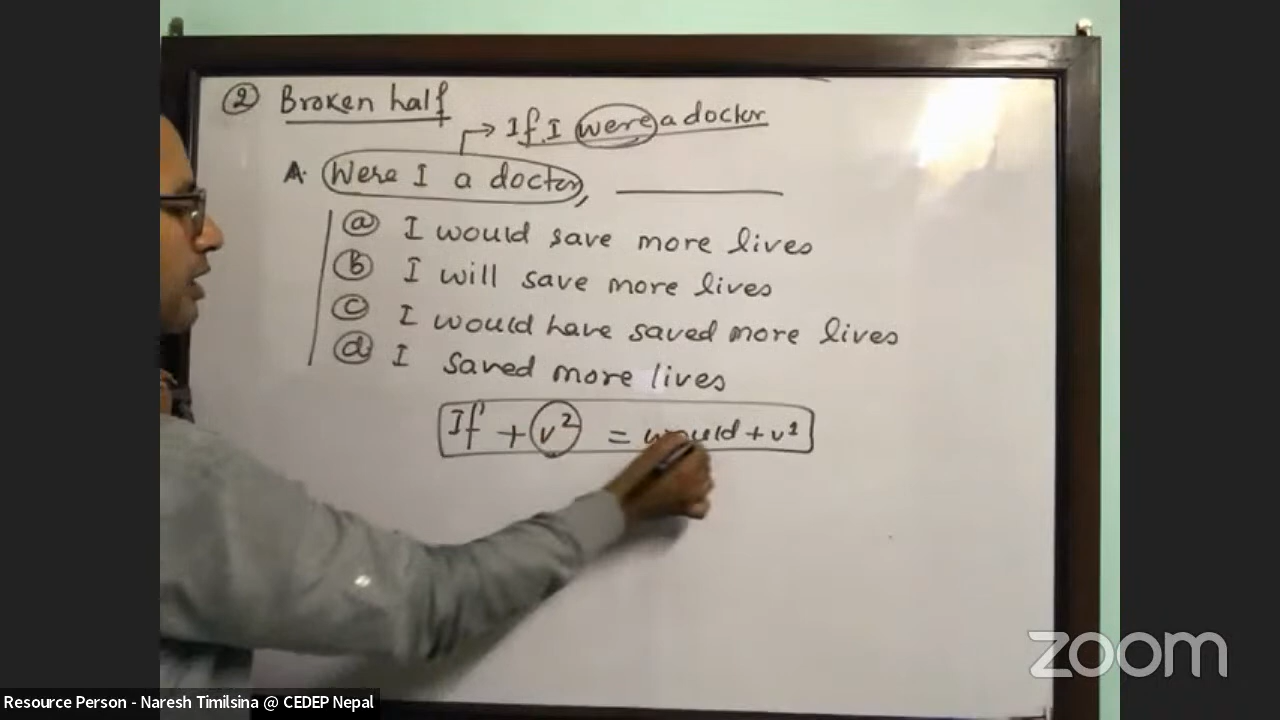 ② Broken half
→ If I were a doctor
A. Were I a doctor, ________
ⓐ I would save more lives
ⓑ I will save more lives
ⓒ I would have saved more lives
ⓓ I saved more lives
If + v² = would + v¹
zoom
Resource Person - Naresh Timilsina @ CEDEP Nepal